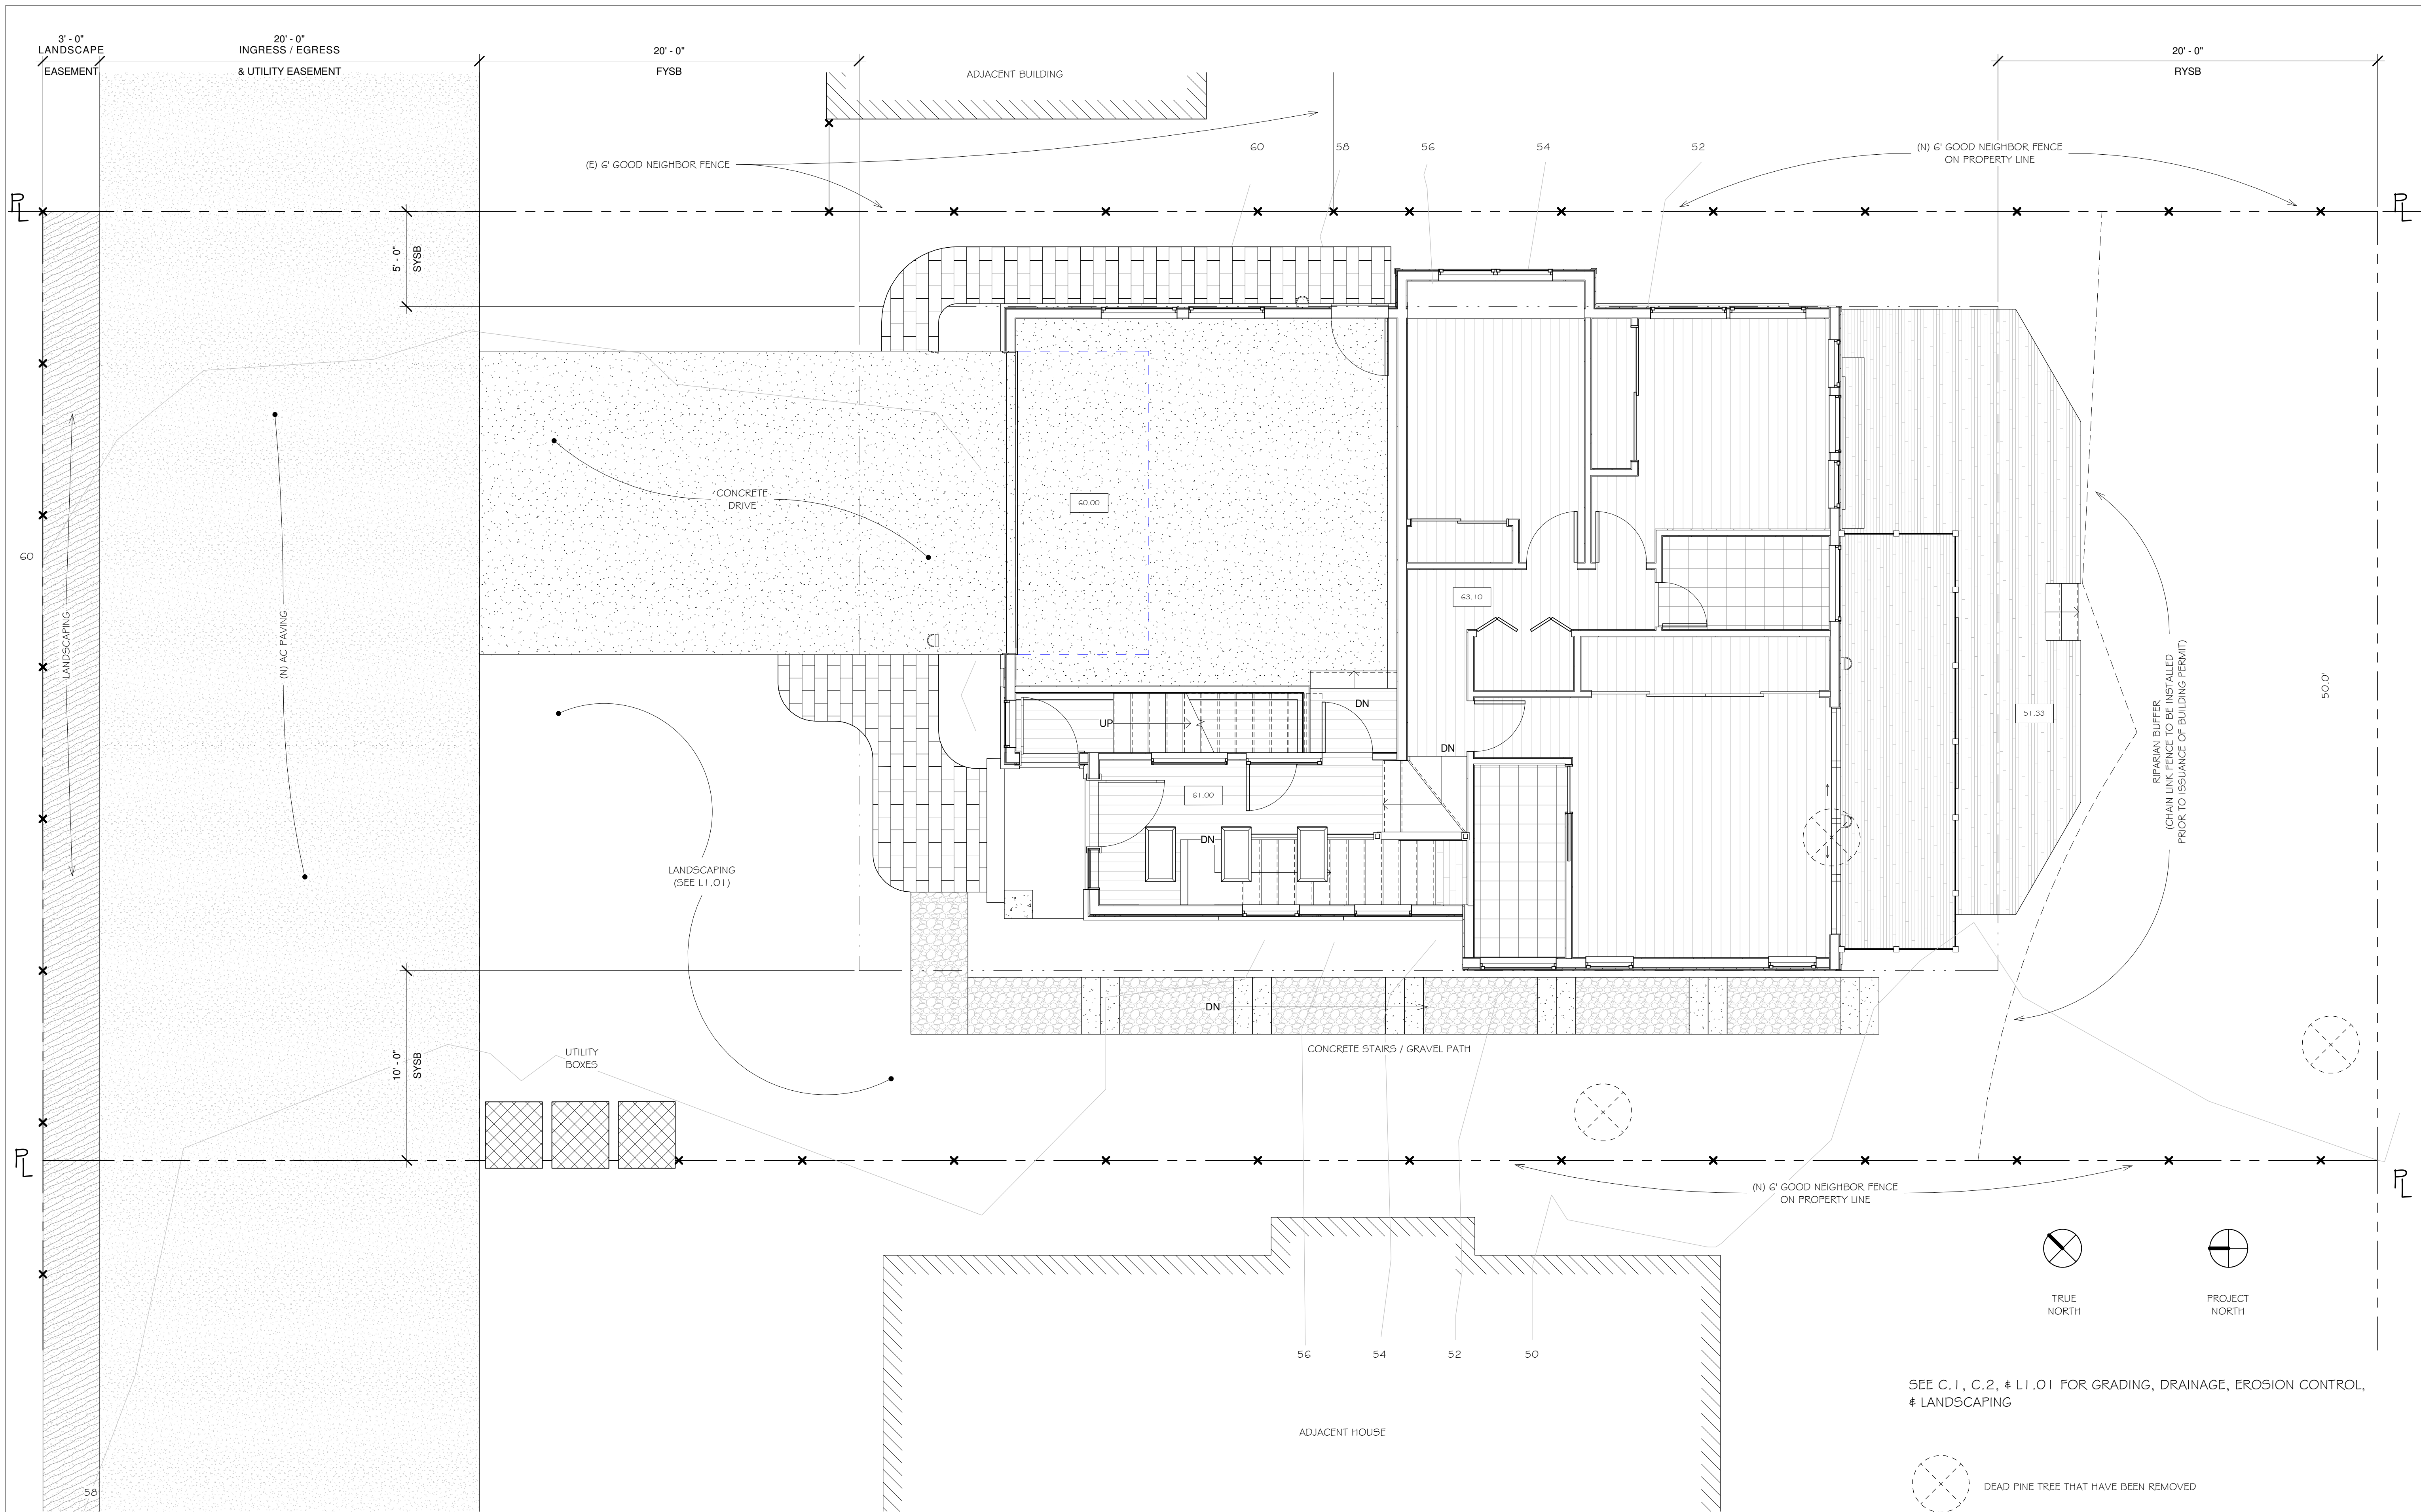 3' - 0"
LANDSCAPE
EASEMENT
20' - 0"
INGRESS / EGRESS
& UTILITY EASEMENT
20' - 0"
FYSB
20' - 0"
RYSB
ADJACENT BUILDING
(E) 6' GOOD NEIGHBOR FENCE
60
58
56
54
52
(N) 6' GOOD NEIGHBOR FENCE
ON PROPERTY LINE
PL
PL
5' - 0"
SYSB
CONCRETE
DRIVE
60.00
60
LANDSCAPING
(N) AC PAVING
63.10
RIPARIAN BUFFER
(CHAIN LINK FENCE TO BE INSTALLED
PRIOR TO ISSUANCE OF BUILDING PERMIT)
50.0'
51.33
UP
DN
DN
61.00
DN
LANDSCAPING
(SEE L1.01)
DN
CONCRETE STAIRS / GRAVEL PATH
10' - 0"
SYSB
UTILITY
BOXES
PL
PL
(N) 6' GOOD NEIGHBOR FENCE
ON PROPERTY LINE
TRUE
NORTH
PROJECT
NORTH
56
54
52
50
SEE C.1, C.2, & L1.01 FOR GRADING, DRAINAGE, EROSION CONTROL,
& LANDSCAPING
ADJACENT HOUSE
58
DEAD PINE TREE THAT HAVE BEEN REMOVED